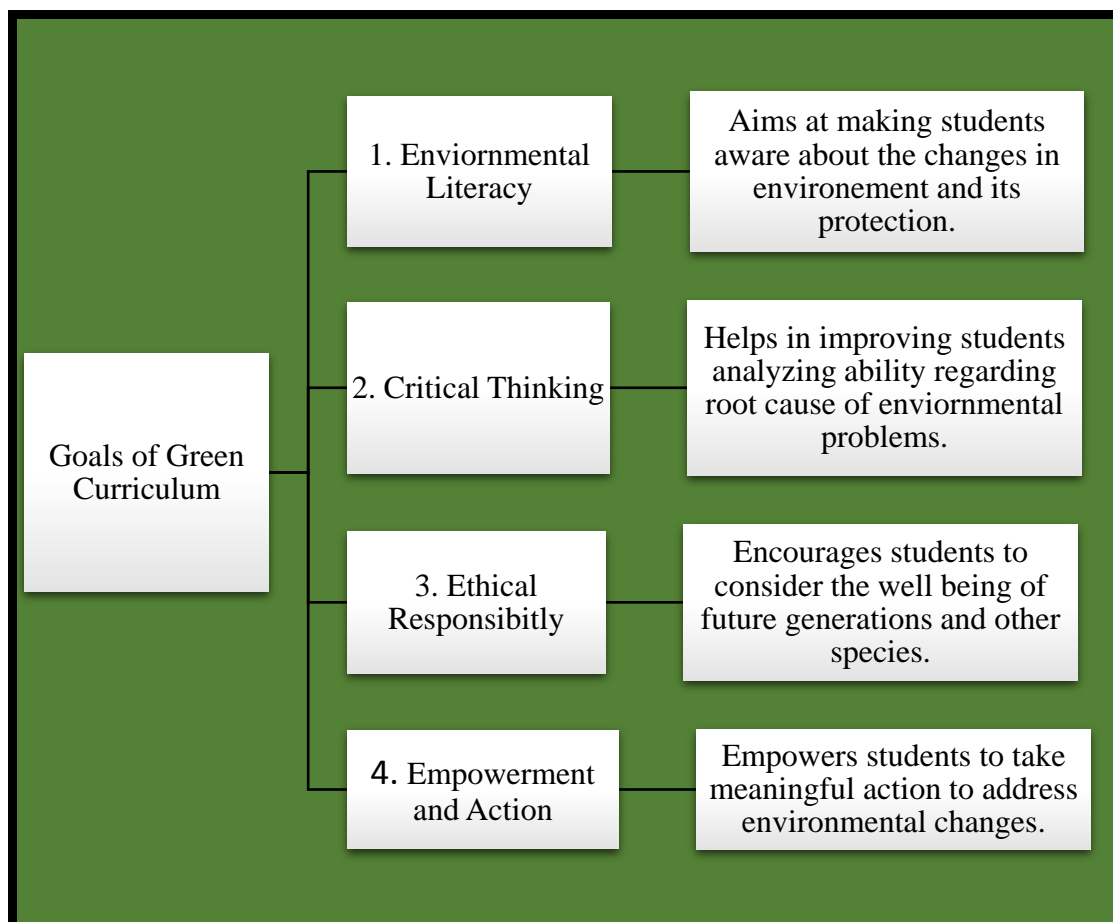 Goals of Green
Curriculum
1. Enviornmental
Literacy
Aims at making students
aware about the changes in
environement and its
protection.
2. Critical Thinking
Helps in improving students
analyzing ability regarding
root cause of enviornmental
problems.
3. Ethical
Responsibitly
Encourages students to
consider the well being of
future generations and other
species.
4. Empowerment
and Action
Empowers students to take
meaningful action to address
environmental changes.